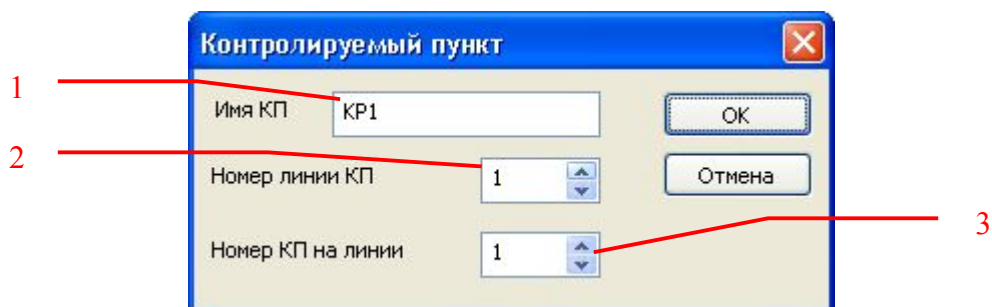 Контролируемый пункт
1
Имя КП KP1 OK
2
Номер линии КП 1 Отмена
Номер КП на линии 1 3